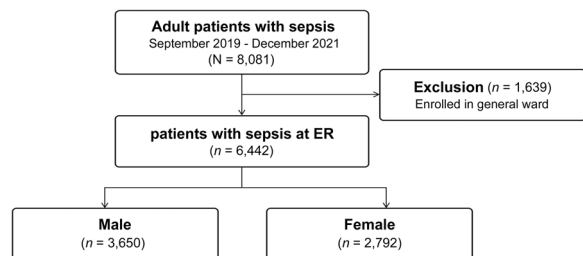 Adult patients with sepsis
September 2019 - December 2021
(N = 8,081)
Exclusion (n = 1,639)
Enrolled in general ward
patients with sepsis at ER
(n = 6,442)
Male
(n = 3,650)
Female
(n = 2,792)